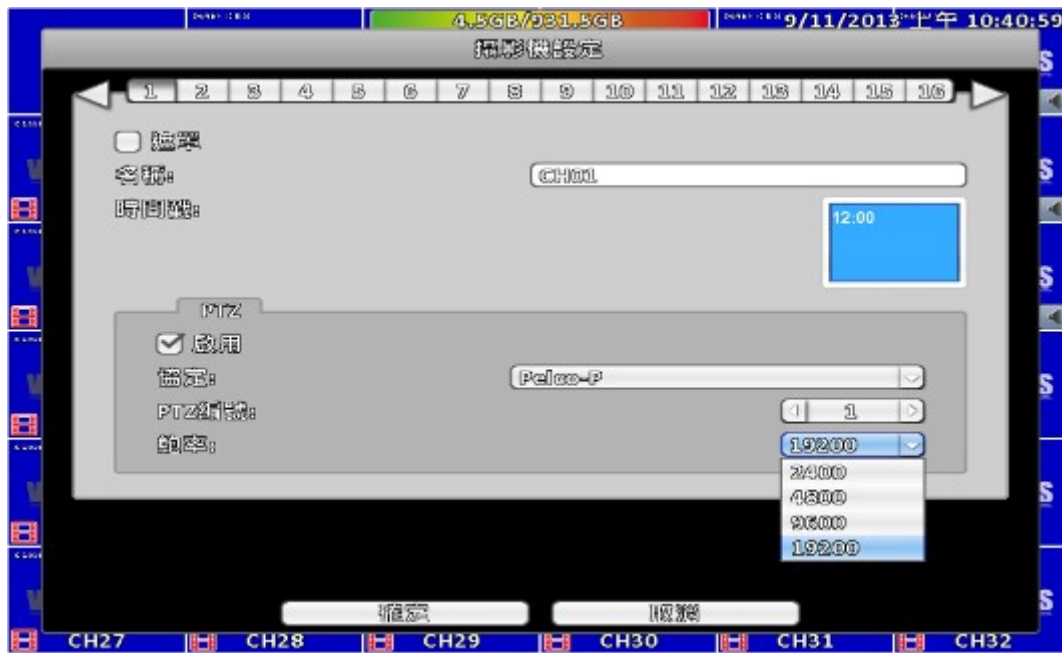 4.5GB/931.5GB
9/11/2013 上午 10:40:59
攝影機設定
1 2 3 4 5 6 7 8 9 10 11 12 13 14 15 16
遮罩
名稱: CH01
時間戳:
12:00
PTZ
啟用
協定: Pelco-P
PTZ編號: 1
鮑率: 19200
2400
4800
9600
19200
確定 取消
CH27 CH28 CH29 CH30 CH31 CH32